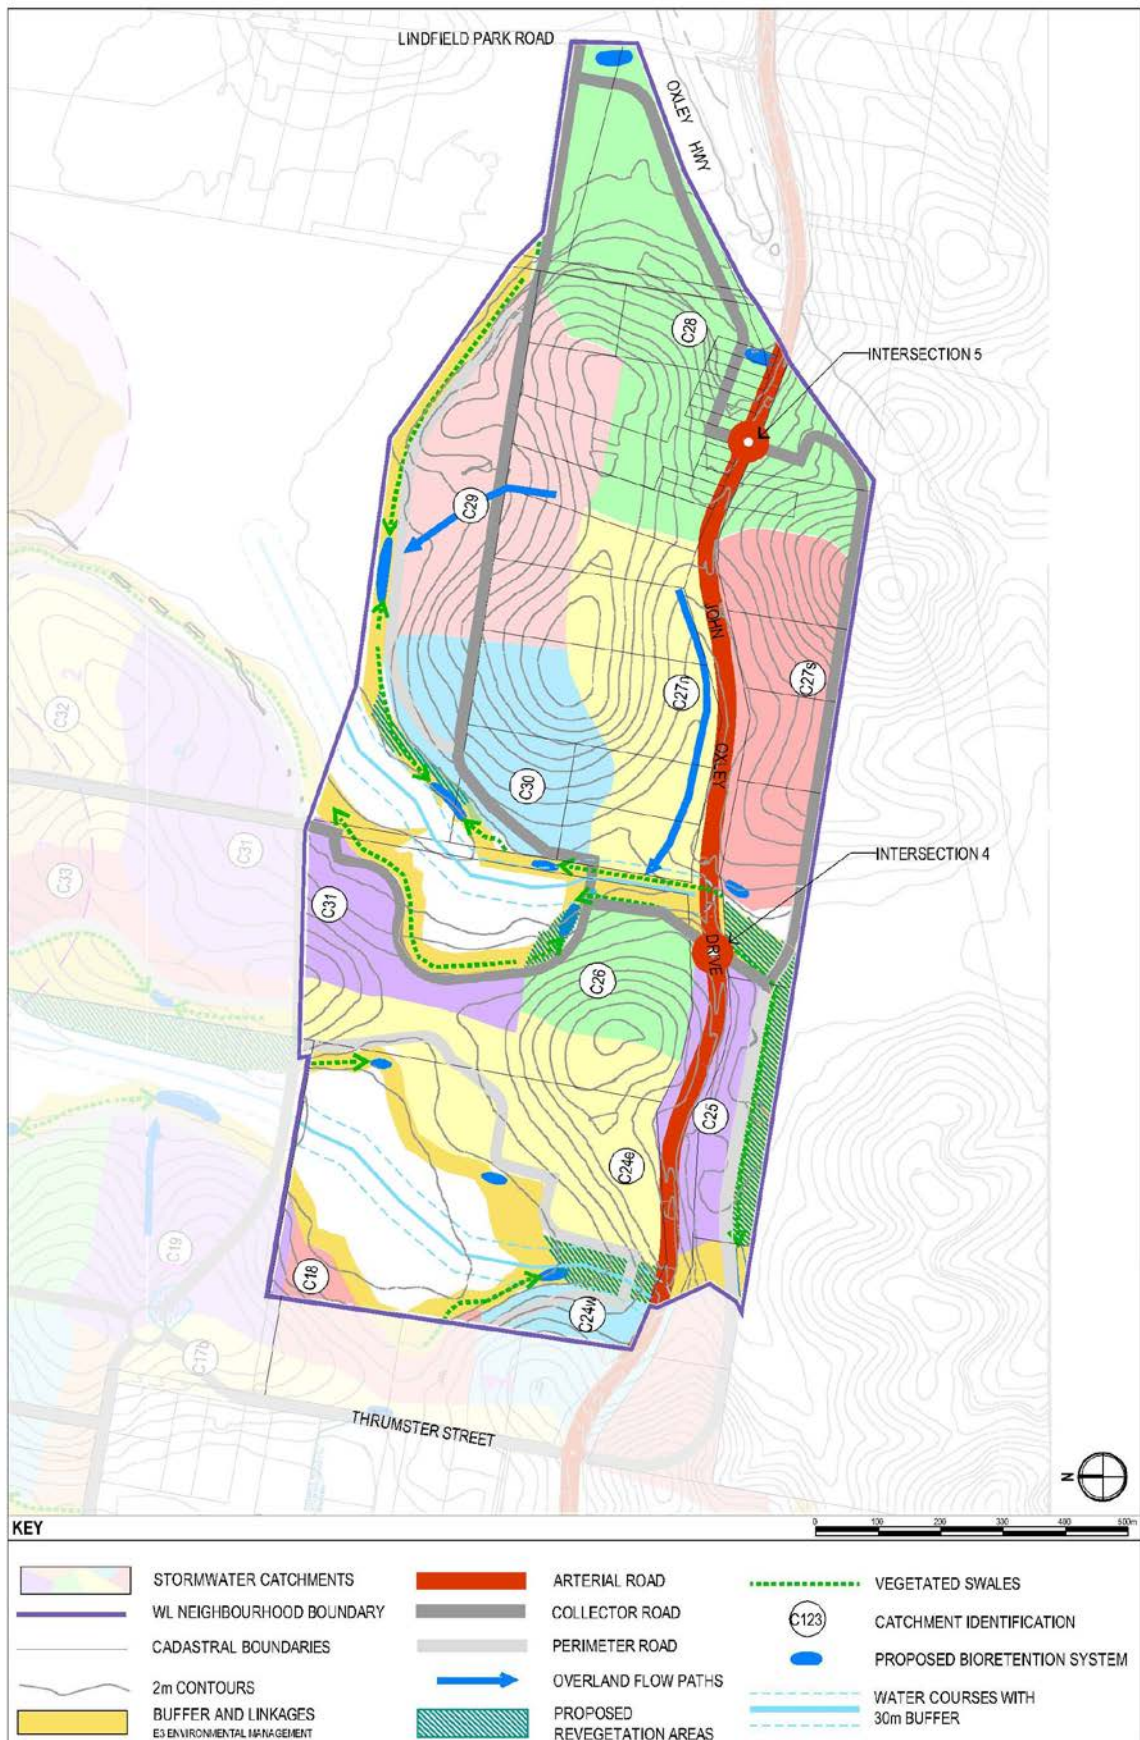 LINDFIELD PARK ROAD
OXLEY HWY
C28
INTERSECTION 5
C29
JOHN
C27n
C27s
C32
2
OXLEY
C30
C31
C33
INTERSECTION 4
C31
DRIVE
C26
C25
C24e
C19
C18
C24w
C17b
THRUMSTER STREET
N
KEY
0 100 200 300 400 500m
STORMWATER CATCHMENTS
WL NEIGHBOURHOOD BOUNDARY
CADASTRAL BOUNDARIES
2m CONTOURS
BUFFER AND LINKAGES
E3 ENVIRONMENTAL MANAGEMENT
ARTERIAL ROAD
COLLECTOR ROAD
PERIMETER ROAD
OVERLAND FLOW PATHS
PROPOSED
REVEGETATION AREAS
VEGETATED SWALES
C123
CATCHMENT IDENTIFICATION
PROPOSED BIORETENTION SYSTEM
WATER COURSES WITH
30m BUFFER